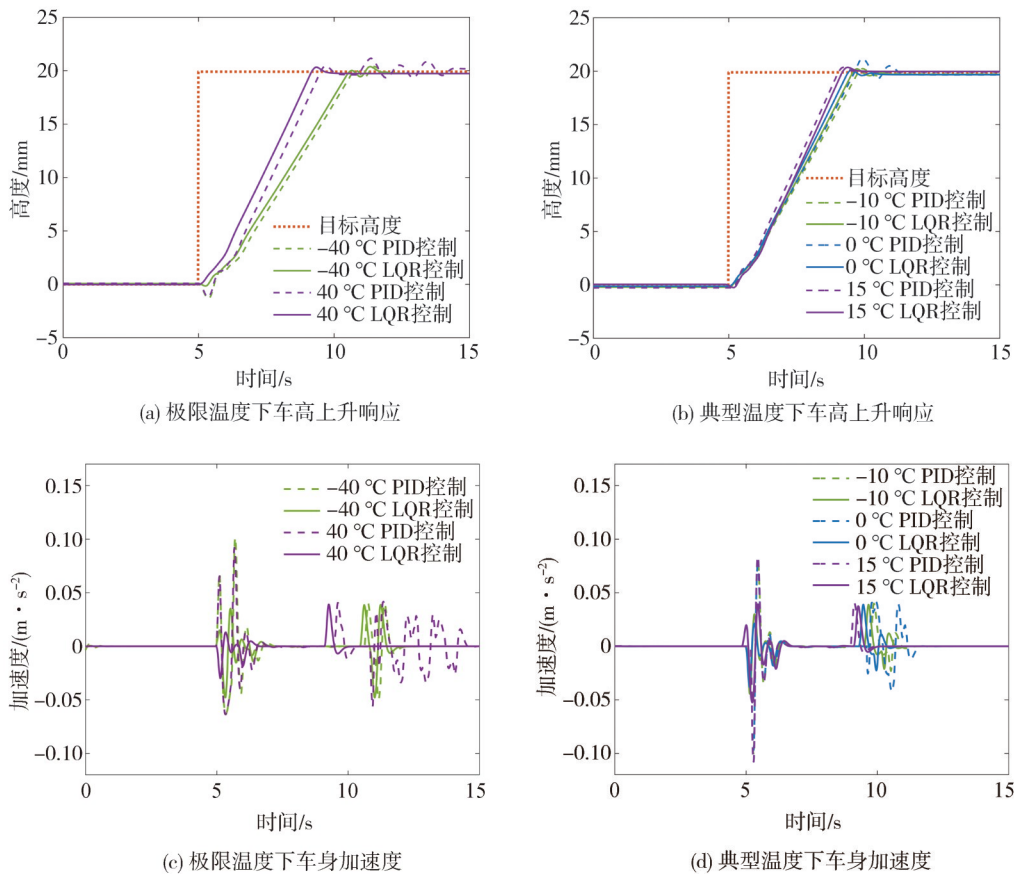 25
20
15
10
5
0
−5
高度/mm
目标高度
−40 ℃ PID控制
−40 ℃ LQR控制
40 ℃ PID控制
40 ℃ LQR控制
0 5 10 15
时间/s
(a) 极限温度下车高上升响应
25
20
15
10
5
0
−5
高度/mm
目标高度
−10 ℃ PID控制
−10 ℃ LQR控制
0 ℃ PID控制
0 ℃ LQR控制
15 ℃ PID控制
15 ℃ LQR控制
0 5 10 15
时间/s
(b) 典型温度下车高上升响应
0.15
0.10
0.05
0
−0.05
−0.10
加速度/(m·s⁻²)
−40 ℃ PID控制
−40 ℃ LQR控制
40 ℃ PID控制
40 ℃ LQR控制
0 5 10 15
时间/s
(c) 极限温度下车身加速度
0.15
0.10
0.05
0
−0.05
−0.10
加速度/(m·s⁻²)
−10 ℃ PID控制
−10 ℃ LQR控制
0 ℃ PID控制
0 ℃ LQR控制
15 ℃ PID控制
15 ℃ LQR控制
0 5 10 15
时间/s
(d) 典型温度下车身加速度